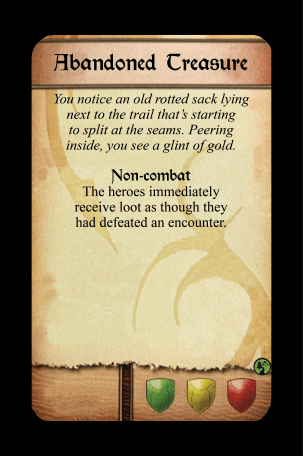 Abandoned Treasure
You notice an old rotted sack lying
next to the trail that's starting
to split at the seams. Peering
inside, you see a glint of gold.
Non-combat
The heroes immediately
receive loot as though they
had defeated an encounter.